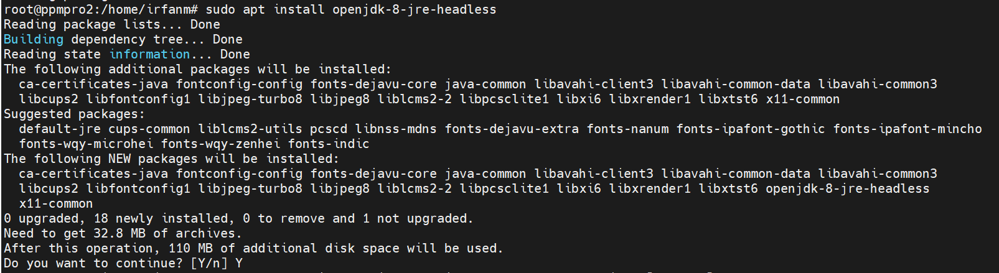 root@ppmpro2:/home/irfanm# sudo apt install openjdk-8-jre-headless
Reading package lists... Done
Building dependency tree... Done
Reading state information... Done
The following additional packages will be installed:
  ca-certificates-java fontconfig-config fonts-dejavu-core java-common libavahi-client3 libavahi-common-data libavahi-common3
  libcups2 libfontconfig1 libjpeg-turbo8 libjpeg8 liblcms2-2 libpcsclite1 libxi6 libxrender1 libxtst6 x11-common
Suggested packages:
  default-jre cups-common liblcms2-utils pcscd libnss-mdns fonts-dejavu-extra fonts-nanum fonts-ipafont-gothic fonts-ipafont-mincho
  fonts-wqy-microhei fonts-wqy-zenhei fonts-indic
The following NEW packages will be installed:
  ca-certificates-java fontconfig-config fonts-dejavu-core java-common libavahi-client3 libavahi-common-data libavahi-common3
  libcups2 libfontconfig1 libjpeg-turbo8 libjpeg8 liblcms2-2 libpcsclite1 libxi6 libxrender1 libxtst6 openjdk-8-jre-headless
  x11-common
0 upgraded, 18 newly installed, 0 to remove and 1 not upgraded.
Need to get 32.8 MB of archives.
After this operation, 110 MB of additional disk space will be used.
Do you want to continue? [Y/n] Y